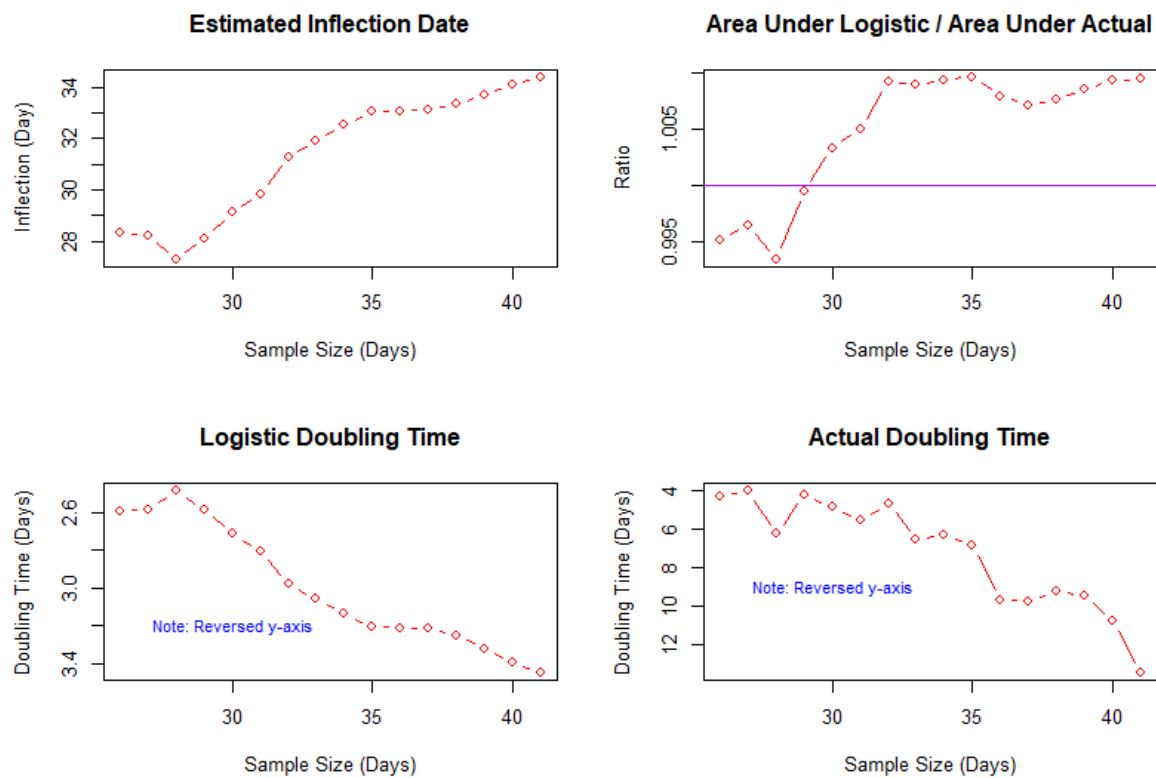 Estimated Inflection Date
Inflection (Day)
34
32
30
28
30 35 40
Sample Size (Days)
Area Under Logistic / Area Under Actual
Ratio
1.005
0.995
30 35 40
Sample Size (Days)
Logistic Doubling Time
Doubling Time (Days)
2.6
3.0
3.4
Note: Reversed y-axis
30 35 40
Sample Size (Days)
Actual Doubling Time
Doubling Time (Days)
4
6
8
10
12
Note: Reversed y-axis
30 35 40
Sample Size (Days)